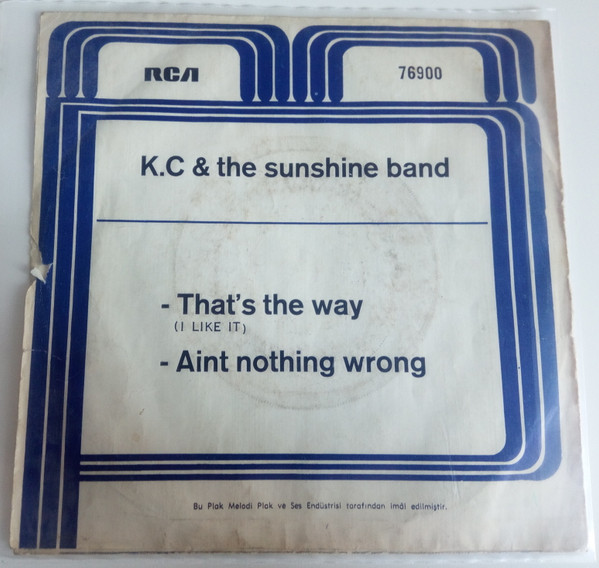 RCA
76900
K.C & the sunshine band
- That's the way
(I LIKE IT)
- Aint nothing wrong
Bu Plak Melodi Plak ve Ses Endüstrisi tarafından imâl edilmiştir.